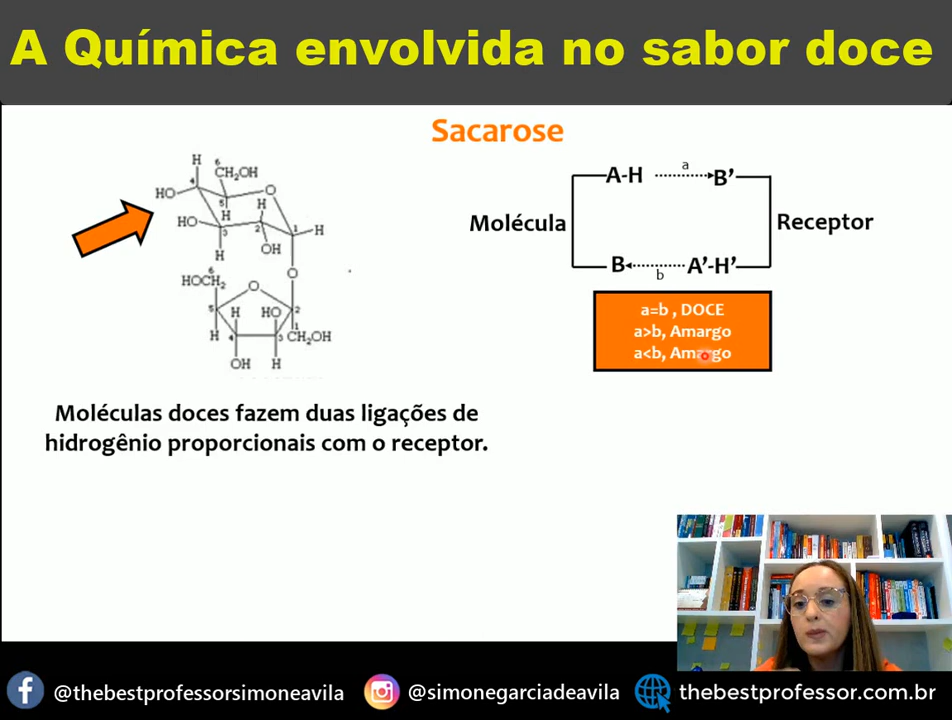 A Química envolvida no sabor doce
Sacarose
H
6
CH₂OH
4
O
HO
5
H
H
HO
3
2
1
H
H
OH
O
6
HOCH₂
O
5
H
HO
2
1
H
4
3
CH₂OH
OH
H
A-H
a
B’
Molécula
Receptor
B
b
A’-H’
a=b , DOCE
a>b, Amargo
a<b, Amargo
Moléculas doces fazem duas ligações de
hidrogênio proporcionais com o receptor.
@thebestprofessorsimoneavila
@simonegarciadeavila
thebestprofessor.com.br